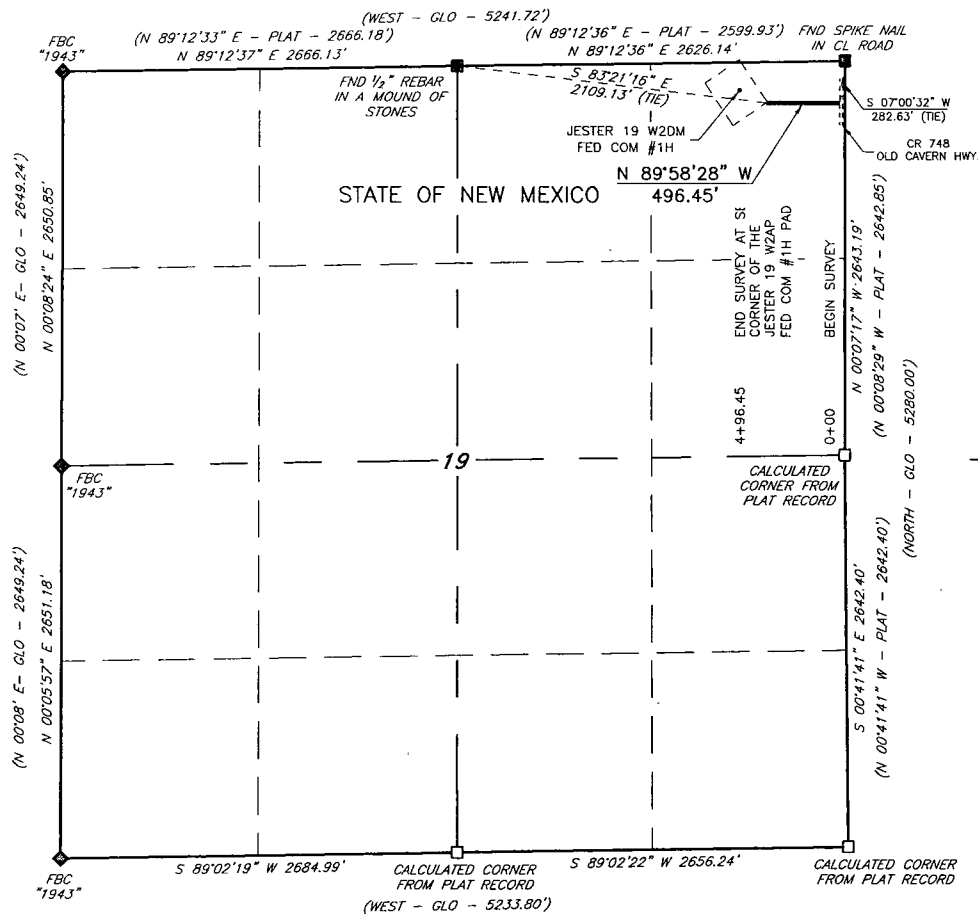 (WEST - GLO - 5241.72')
(N 89°12'33" E - PLAT - 2666.18')
(N 89°12'36" E - PLAT - 2599.93')
FND SPIKE NAIL
IN CL ROAD
FBC
"1943"
N 89°12'37" E 2666.13'
N 89°12'36" E 2626.14'
FND 1/2" REBAR
IN A MOUND OF
STONES
S 83°21'16" E
2109.13' (TIE)
S 07°00'32" W
282.63' (TIE)
JESTER 19 W2DM
FED COM #1H
CR 748
OLD CAVERN HWY.
N 89°58'28" W
496.45'
STATE OF NEW MEXICO
(N 00°07' E- GLO - 2649.24')
N 00°08'24" E 2650.85'
END SURVEY AT SE
CORNER OF THE
JESTER 19 W2AP
FED COM #1H PAD
4+96.45
BEGIN SURVEY
0+00
N 00°07'17" W 2643.19'
(N 00°08'29" W - PLAT - 2642.85')
(NORTH - GLO - 5280.00')
19
FBC
"1943"
CALCULATED
CORNER FROM
PLAT RECORD
(N 00°08' E- GLO - 2649.24')
N 00°05'57" E 2651.18'
S 00°41'41" E 2642.40'
(N 00°41'41" W - PLAT - 2642.40')
S 89°02'19" W 2684.99'
S 89°02'22" W 2656.24'
FBC
"1943"
CALCULATED CORNER
FROM PLAT RECORD
CALCULATED CORNER
FROM PLAT RECORD
(WEST - GLO - 5233.80')